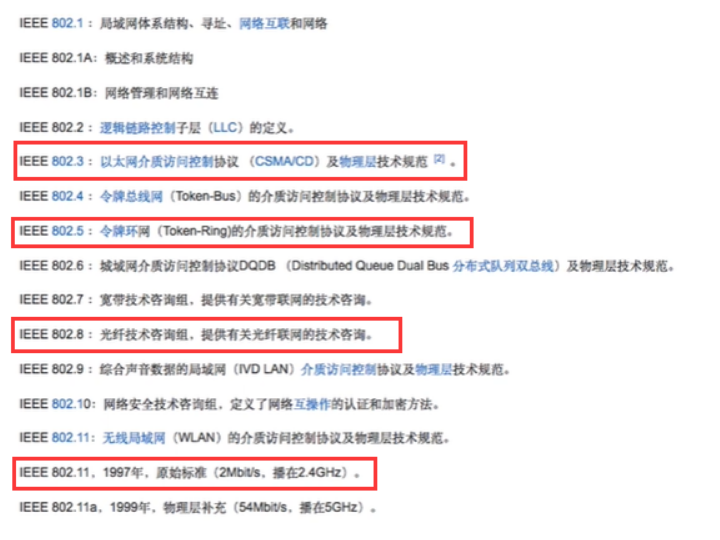 IEEE 802.1：局域网体系结构、寻址、网络互联和网络
IEEE 802.1A：概述和系统结构
IEEE 802.1B：网络管理和网络互连
IEEE 802.2：逻辑链路控制子层（LLC）的定义。
IEEE 802.3：以太网介质访问控制协议 （CSMA/CD）及物理层技术规范 [2] 。
IEEE 802.4：令牌总线网（Token-Bus）的介质访问控制协议及物理层技术规范。
IEEE 802.5：令牌环网（Token-Ring)的介质访问控制协议及物理层技术规范。
IEEE 802.6：城域网介质访问控制协议DQDB （Distributed Queue Dual Bus 分布式队列双总线）及物理层技术规范。
IEEE 802.7：宽带技术咨询组，提供有关宽带联网的技术咨询。
IEEE 802.8：光纤技术咨询组，提供有关光纤联网的技术咨询。
IEEE 802.9：综合声音数据的局域网（IVD LAN）介质访问控制协议及物理层技术规范。
IEEE 802.10：网络安全技术咨询组，定义了网络互操作的认证和加密方法。
IEEE 802.11：无线局域网（WLAN）的介质访问控制协议及物理层技术规范。
IEEE 802.11，1997年，原始标准（2Mbit/s，播在2.4GHz）。
IEEE 802.11a，1999年，物理层补充（54Mbit/s，播在5GHz）。